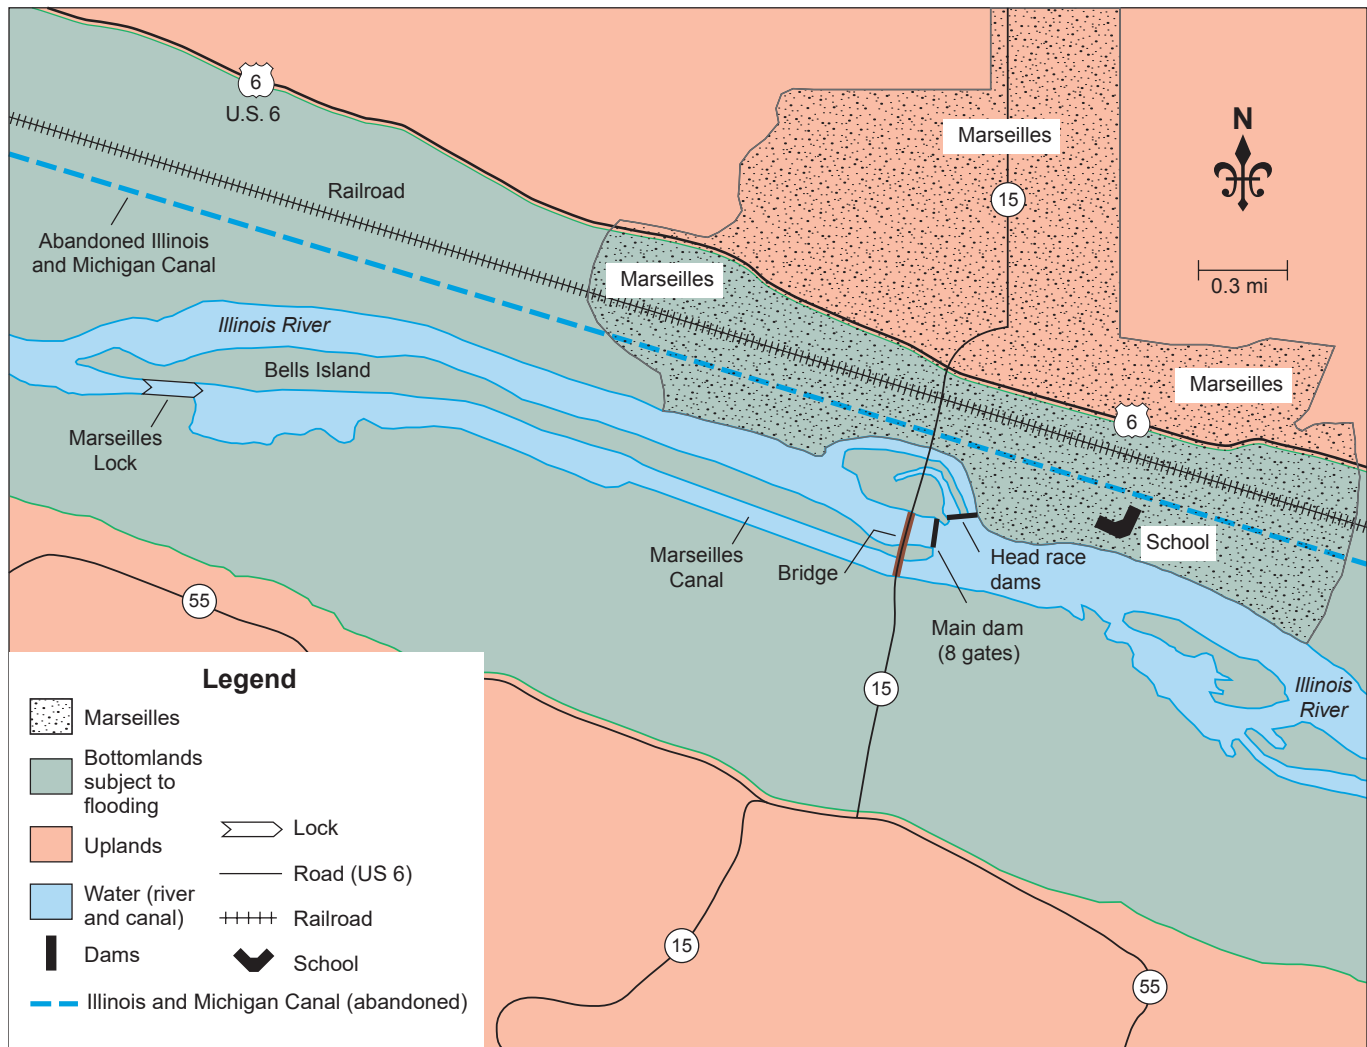 6
U.S. 6
Marseilles
N
15
Railroad
0.3 mi
Abandoned Illinois
and Michigan Canal
Marseilles
Illinois River
Bells Island
Marseilles
6
Marseilles
Lock
School
Marseilles
Canal
Bridge
Head race
dams
Main dam
(8 gates)
55
15
Illinois
River
Legend
Marseilles
Bottomlands
subject to
flooding
Uplands
Water (river
and canal)
Dams
Lock
Road (US 6)
Railroad
School
Illinois and Michigan Canal (abandoned)
15
55